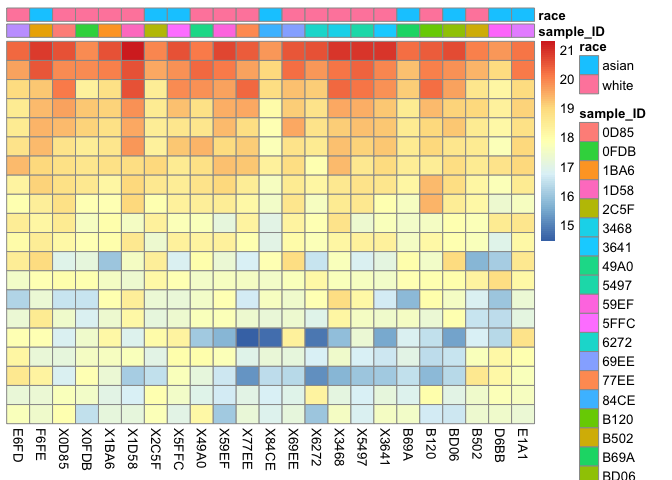 race
sample_ID
21
20
19
18
17
16
15
race
asian
white
sample_ID
0D85
0FDB
1BA6
1D58
2C5F
3468
3641
49A0
5497
59EF
5FFC
6272
69EE
77EE
84CE
B120
B502
B69A
BD06
E6FD
F6FE
X0D85
X0FDB
X1BA6
X1D58
X2C5F
X5FFC
X49A0
X59EF
X77EE
X84CE
X69EE
X6272
X3468
X5497
X3641
B69A
B120
BD06
B502
D6BB
E1A1